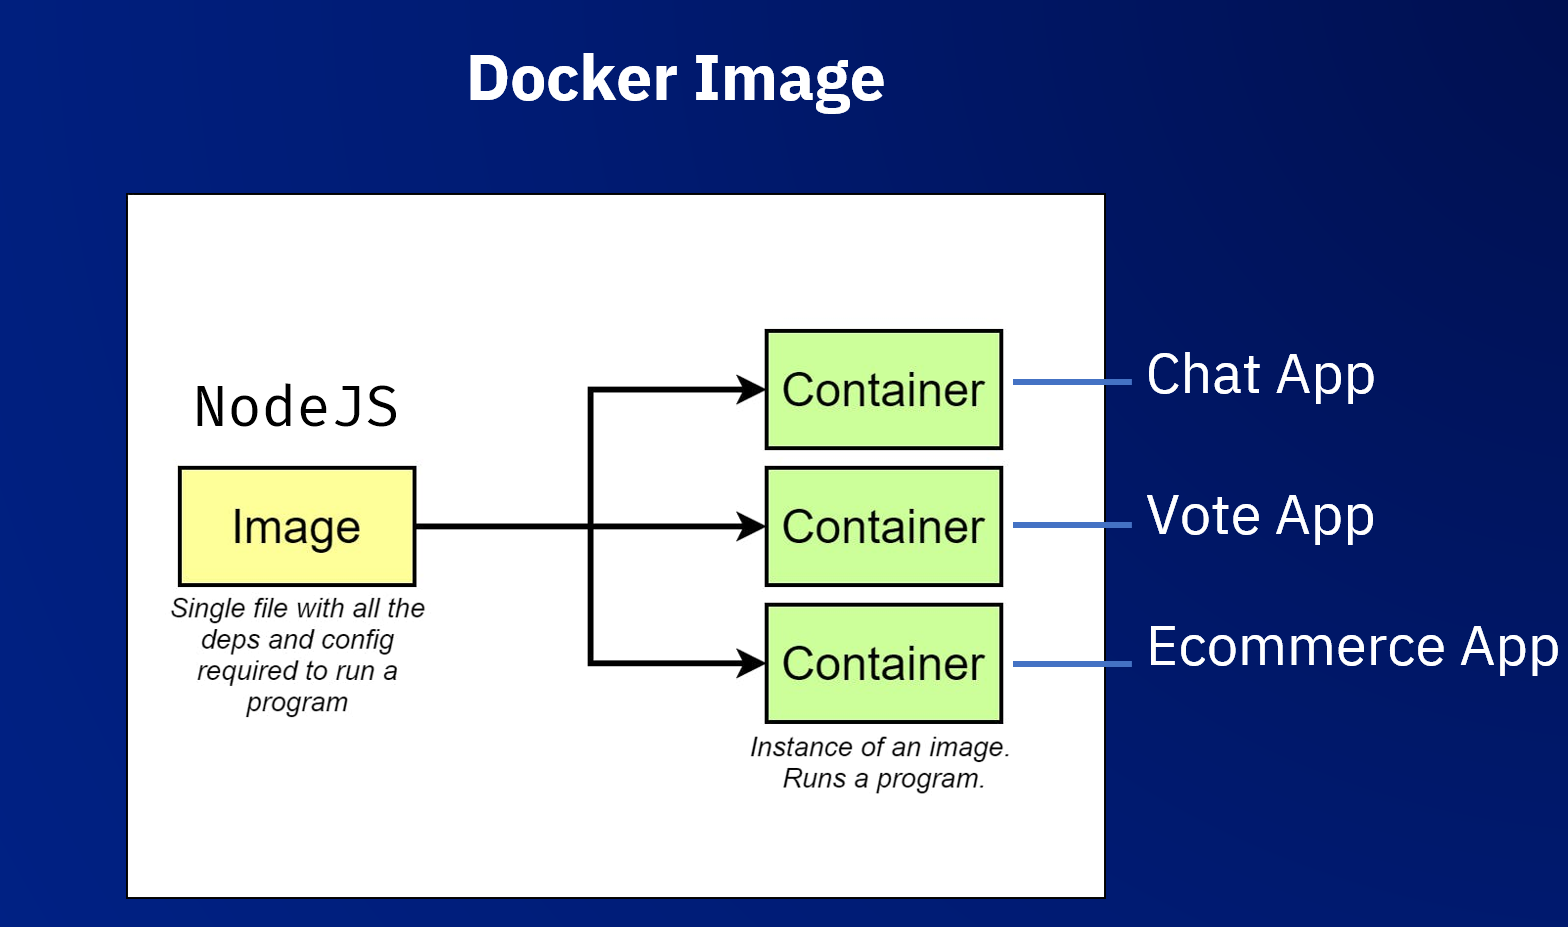 Docker Image
NodeJS
Image
Single file with all the
deps and config
required to run a
program
Container
Chat App
Container
Vote App
Container
Ecommerce App
Instance of an image.
Runs a program.